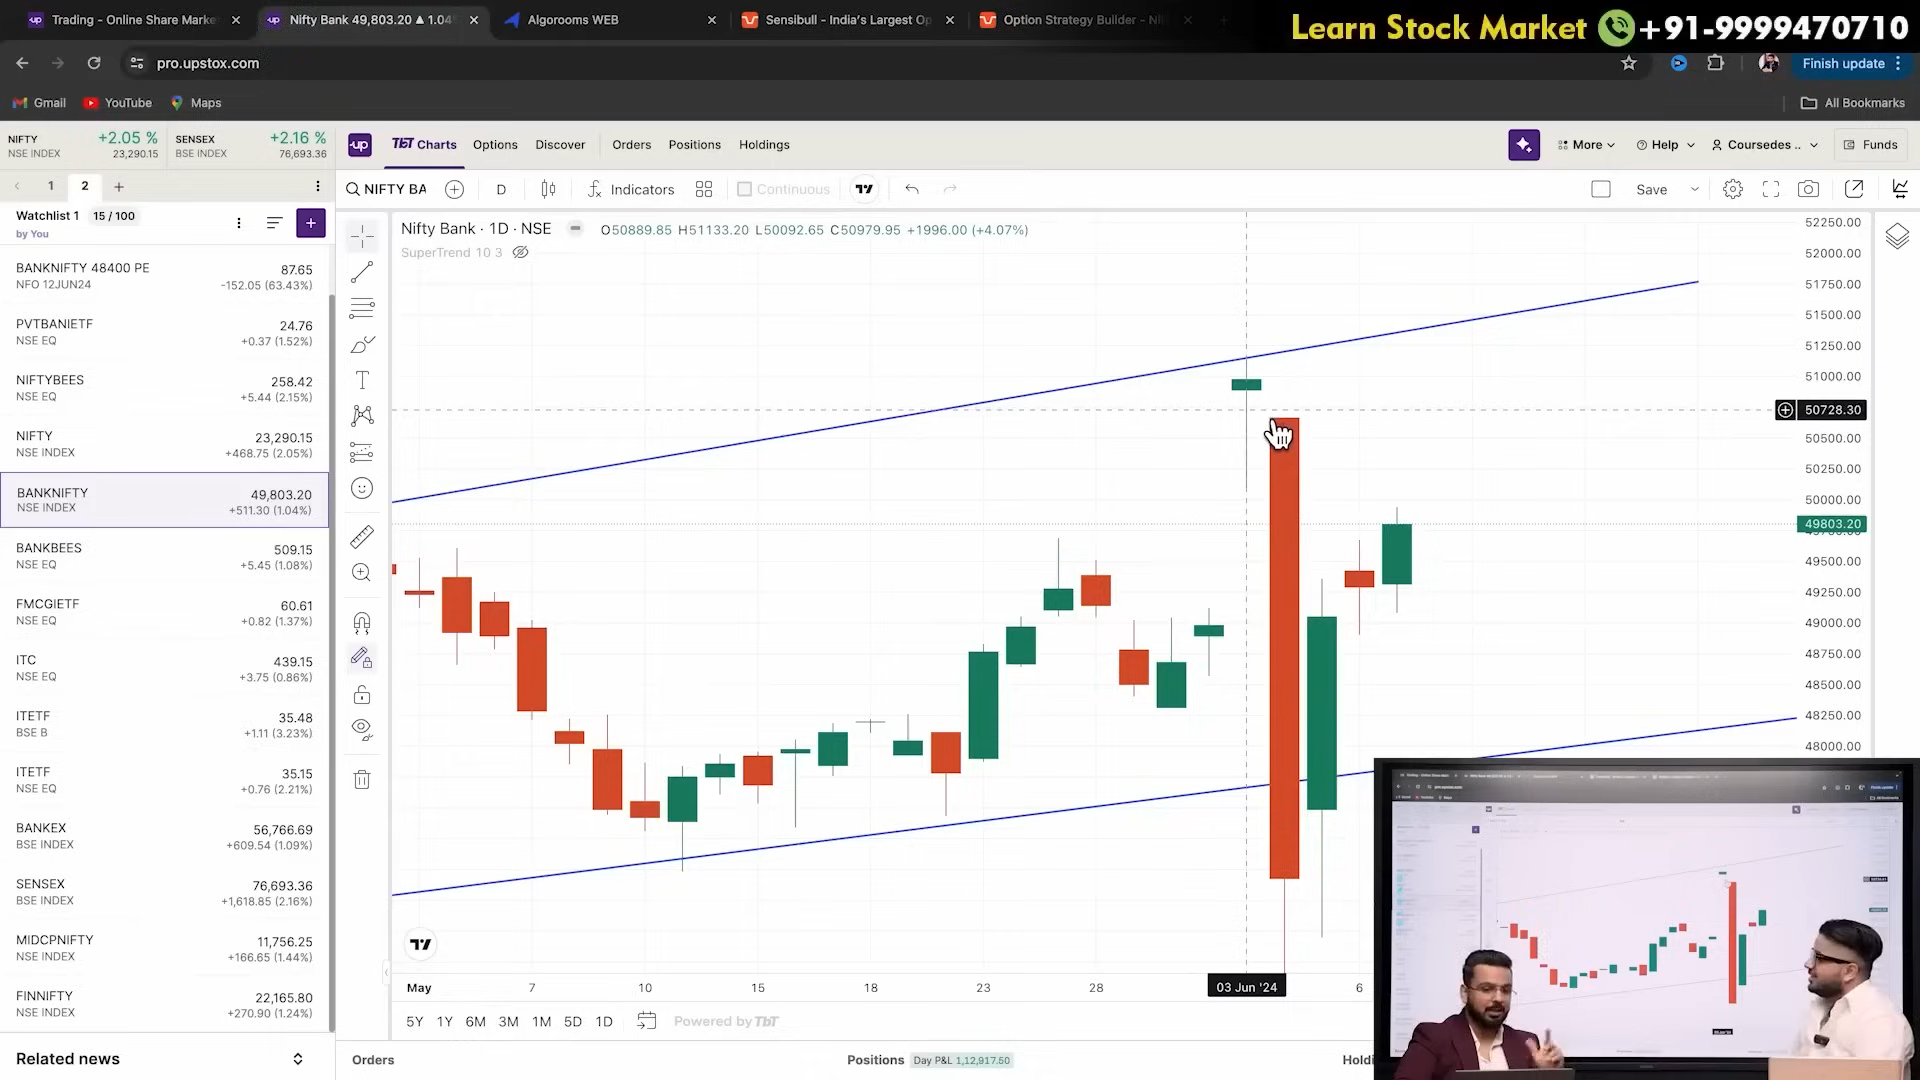 Trading - Online Share Marke
Nifty Bank 49,803.20 ▲ 1.04
Algorooms WEB
Sensibull - India's Largest Op
Option Strategy Builder - Ni
Learn Stock Market +91-9999470710
pro.upstox.com
Finish update
Gmail
YouTube
Maps
All Bookmarks
NIFTY +2.05 %
NSE INDEX 23,290.15
SENSEX +2.16 %
BSE INDEX 76,693.36
up
TbT Charts
Options
Discover
Orders
Positions
Holdings
More
Help
Coursedes ..
Funds
1
2
NIFTY BA
D
Indicators
Continuous
Save
Watchlist 1 15 / 100
by You
Nifty Bank · 1D · NSE
O50889.85 H51133.20 L50092.65 C50979.95 +1996.00 (+4.07%)
SuperTrend 10 3
BANKNIFTY 48400 PE 87.65
NFO 12JUN24 -152.05 (63.43%)
PVTBANIETF 24.76
NSE EQ +0.37 (1.52%)
NIFTYBEES 258.42
NSE EQ +5.44 (2.15%)
NIFTY 23,290.15
NSE INDEX +468.75 (2.05%)
BANKNIFTY 49,803.20
NSE INDEX +511.30 (1.04%)
BANKBEES 509.15
NSE EQ +5.45 (1.08%)
FMCGIETF 60.61
NSE EQ +0.82 (1.37%)
ITC 439.15
NSE EQ +3.75 (0.86%)
ITETF 35.48
BSE B +1.11 (3.23%)
ITETF 35.15
NSE EQ +0.76 (2.21%)
BANKEX 56,766.69
BSE INDEX +609.54 (1.09%)
SENSEX 76,693.36
BSE INDEX +1,618.85 (2.16%)
MIDCPNIFTY 11,756.25
NSE INDEX +166.65 (1.44%)
FINNIFTY 22,165.80
NSE INDEX +270.90 (1.24%)
Related news
52250.00
52000.00
51750.00
51500.00
51250.00
51000.00
50728.30
50500.00
50250.00
50000.00
49803.20
49500.00
49250.00
49000.00
48750.00
48500.00
48250.00
48000.00
May
7
10
15
18
23
28
03 Jun '24
6
5Y 1Y 6M 3M 1M 5D 1D
Powered by TbT
Orders
Positions Day P&L 1,12,917.50
Holdi